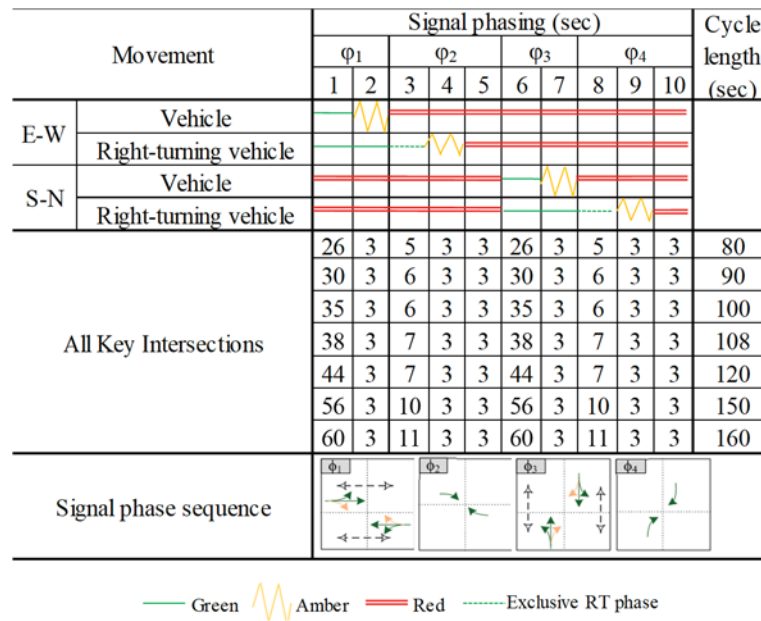 Movement Signal phasing (sec) Cycle length (sec)
φ1 φ2 φ3 φ4
1 2 3 4 5 6 7 8 9 10
E-W Vehicle
Right-turning vehicle
S-N Vehicle
Right-turning vehicle
All Key Intersections
26 3 5 3 3 26 3 5 3 3 80
30 3 6 3 3 30 3 6 3 3 90
35 3 6 3 3 35 3 6 3 3 100
38 3 7 3 3 38 3 7 3 3 108
44 3 7 3 3 44 3 7 3 3 120
56 3 10 3 3 56 3 10 3 3 150
60 3 11 3 3 60 3 11 3 3 160
Signal phase sequence
ϕ1 ϕ2 ϕ3 ϕ4
Green Amber Red Exclusive RT phase